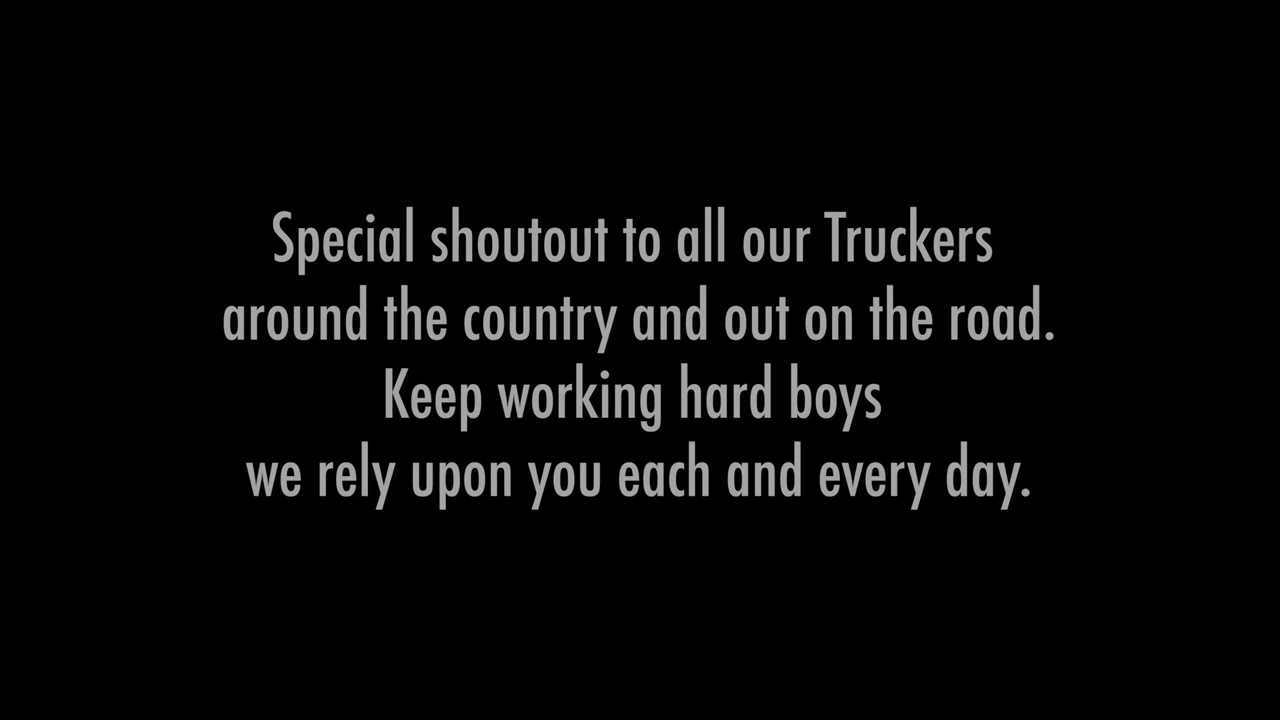 Special shoutout to all our Truckers
around the country and out on the road.
Keep working hard boys
we rely upon you each and every day.